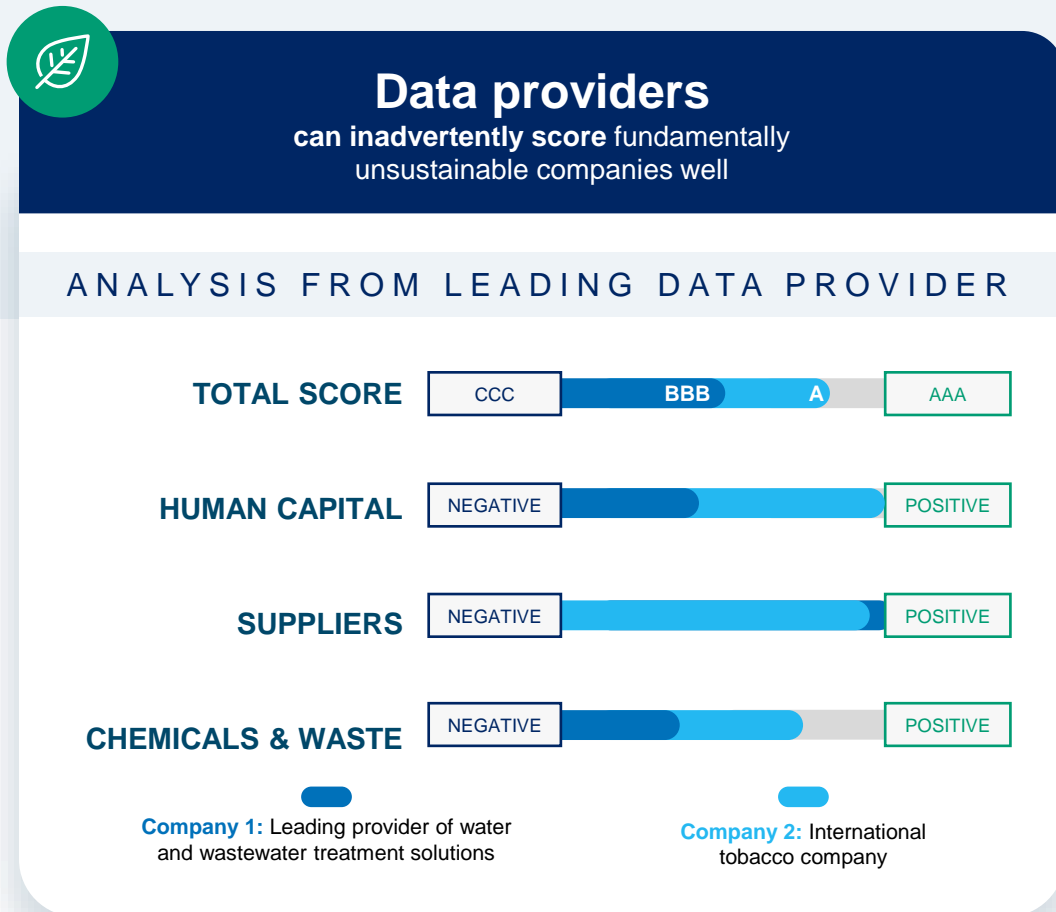 Data providers
can inadvertently score fundamentally
unsustainable companies well
ANALYSIS FROM LEADING DATA PROVIDER
TOTAL SCORE CCC BBB A AAA
HUMAN CAPITAL NEGATIVE POSITIVE
SUPPLIERS NEGATIVE POSITIVE
CHEMICALS & WASTE NEGATIVE POSITIVE
Company 1: Leading provider of water
and wastewater treatment solutions
Company 2: International
tobacco company